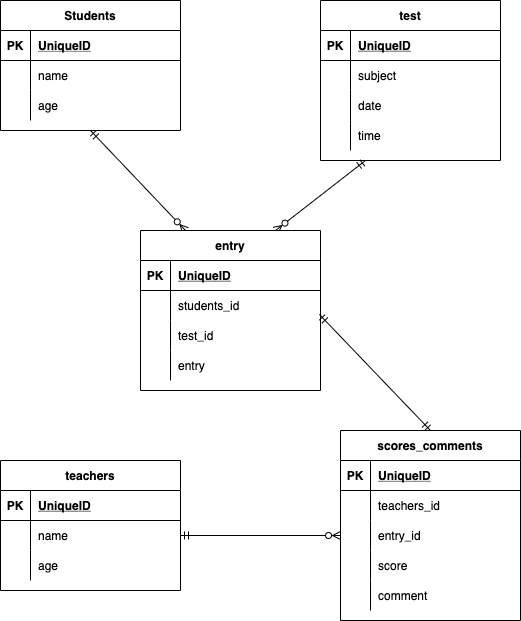 Students
PK UniqueID
name
age
test
PK UniqueID
subject
date
time
entry
PK UniqueID
students_id
test_id
entry
teachers
PK UniqueID
name
age
scores_comments
PK UniqueID
teachers_id
entry_id
score
comment